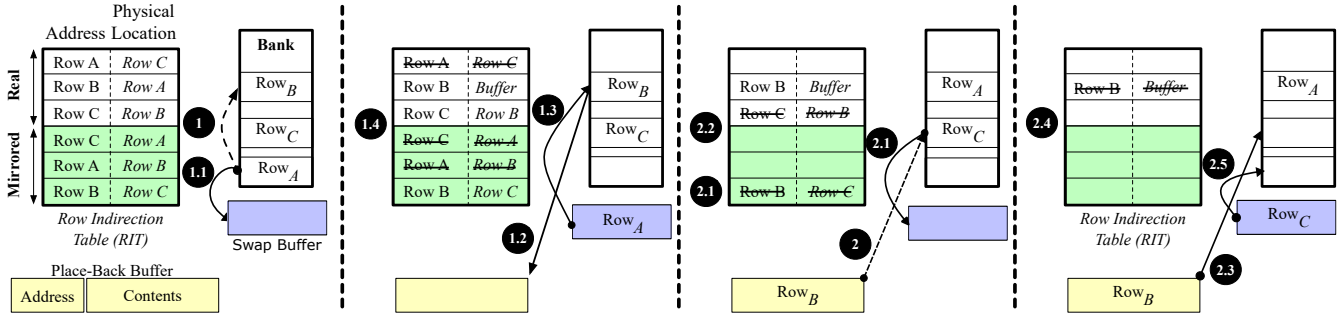 Physical
Address Location
Real
Mirrored
Row A Row C
Row B Row A
Row C Row B
Row C Row A
Row A Row B
Row B Row C
Row Indirection
Table (RIT)
Bank
Row B
Row C
Row A
1
1.1
Swap Buffer
Place-Back Buffer
Address Contents
1.4
Row A Row C
Row B Buffer
Row C Row B
Row C Row A
Row A Row B
Row B Row C
1.3
Row B
Row C
Row A
1.2
2.2
2.1
Row B Buffer
Row C Row B
Row B Row C
2.1
Row A
Row C
2
Row B
2.4
Row B Buffer
Row Indirection
Table (RIT)
Row A
2.5
Row C
2.3
Row B